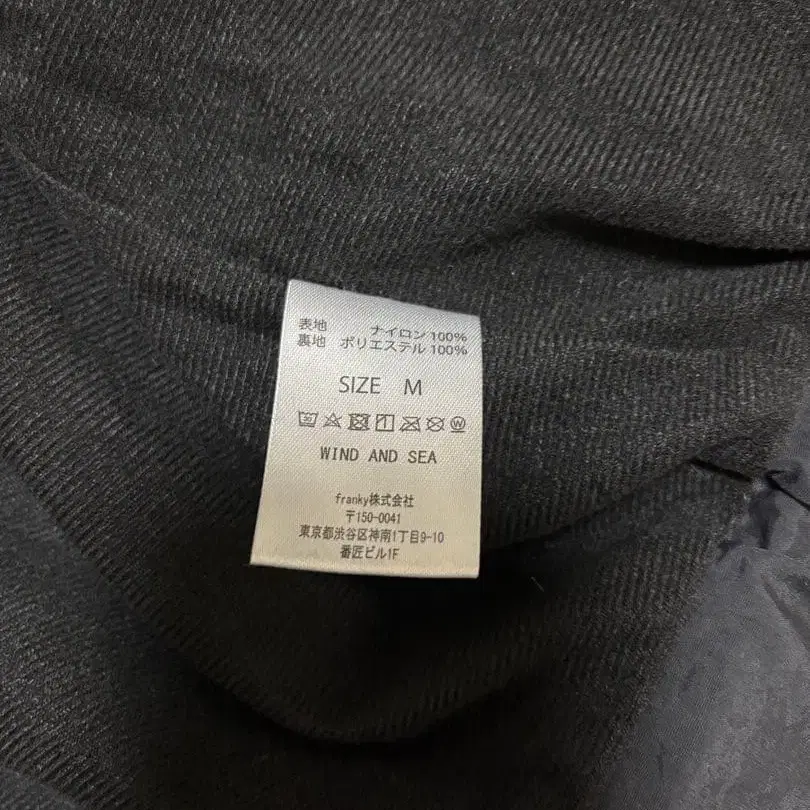 表地 ナイロン100%
裏地 ポリエステル100%
SIZE M
WIND AND SEA
franky株式会社
〒150-0041
東京都渋谷区神南1丁目9-10
番匠ビル1F